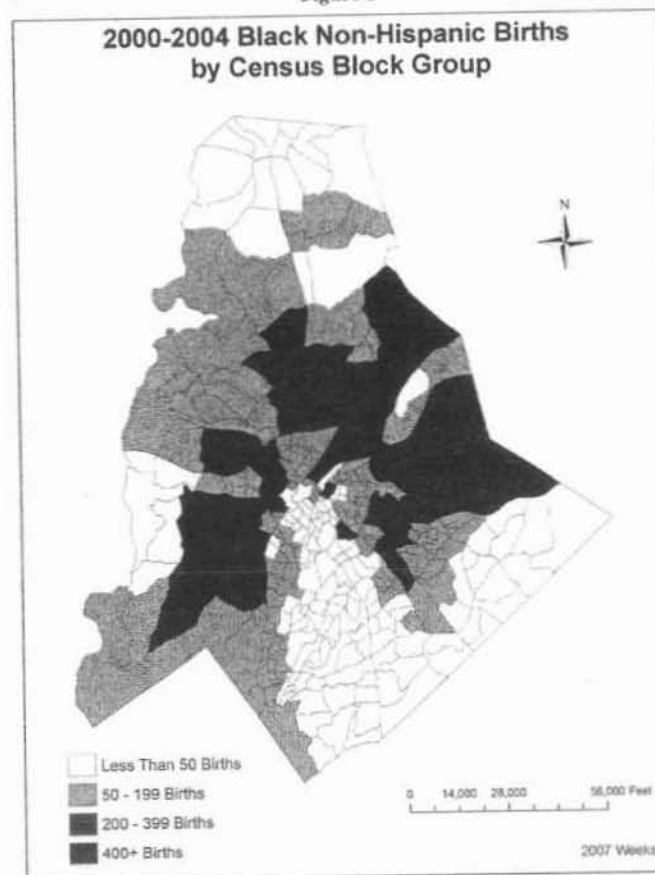 2000-2004 Black Non-Hispanic Births
by Census Block Group
N
Less Than 50 Births
50 - 199 Births
200 - 399 Births
400+ Births
0 14,000 28,000 56,000 Feet
2007 Weeks